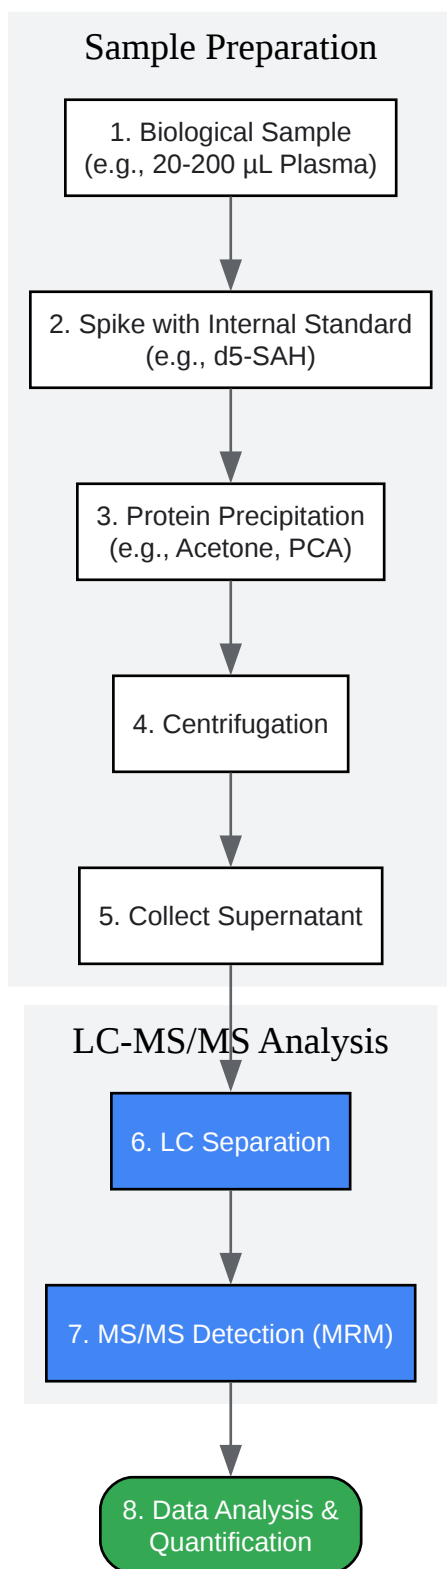 Sample Preparation
1. Biological Sample
(e.g., 20-200 µL Plasma)
2. Spike with Internal Standard
(e.g., d5-SAH)
3. Protein Precipitation
(e.g., Acetone, PCA)
4. Centrifugation
5. Collect Supernatant
LC-MS/MS Analysis
6. LC Separation
7. MS/MS Detection (MRM)
8. Data Analysis &
Quantification